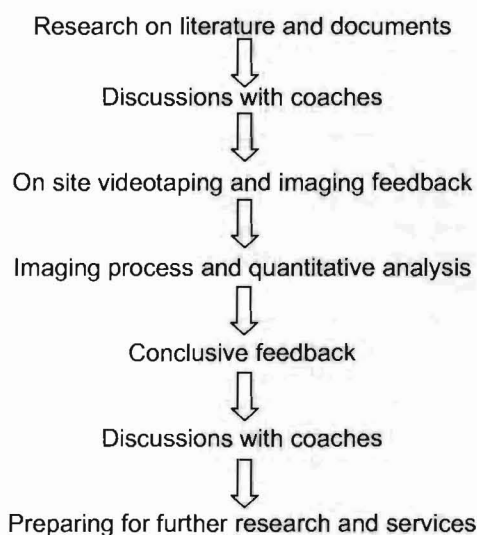 Research on literature and documents
Discussions with coaches
On site videotaping and imaging feedback
Imaging process and quantitative analysis
Conclusive feedback
Discussions with coaches
Preparing for further research and services